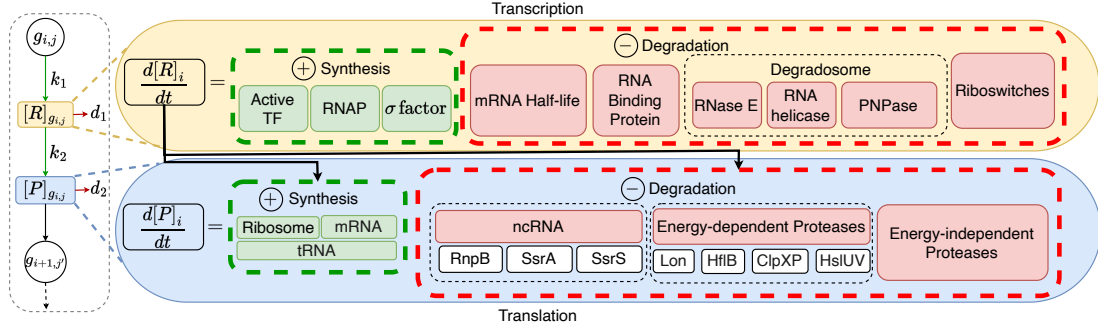 Transcription
g_{i,j}
k_1
[R]_{g_{i,j}}
d_1
k_2
[P]_{g_{i,j}}
d_2
g_{i+1,j'}
d[R]_i
dt
=
+ Synthesis
Active
TF
RNAP
σ factor
− Degradation
mRNA Half-life
RNA
Binding
Protein
Degradosome
RNase E
RNA
helicase
PNPase
Riboswitches
d[P]_i
dt
=
+ Synthesis
Ribosome
mRNA
tRNA
− Degradation
ncRNA
RnpB
SsrA
SsrS
Energy-dependent Proteases
Lon
HflB
ClpXP
HslUV
Energy-independent
Proteases
Translation